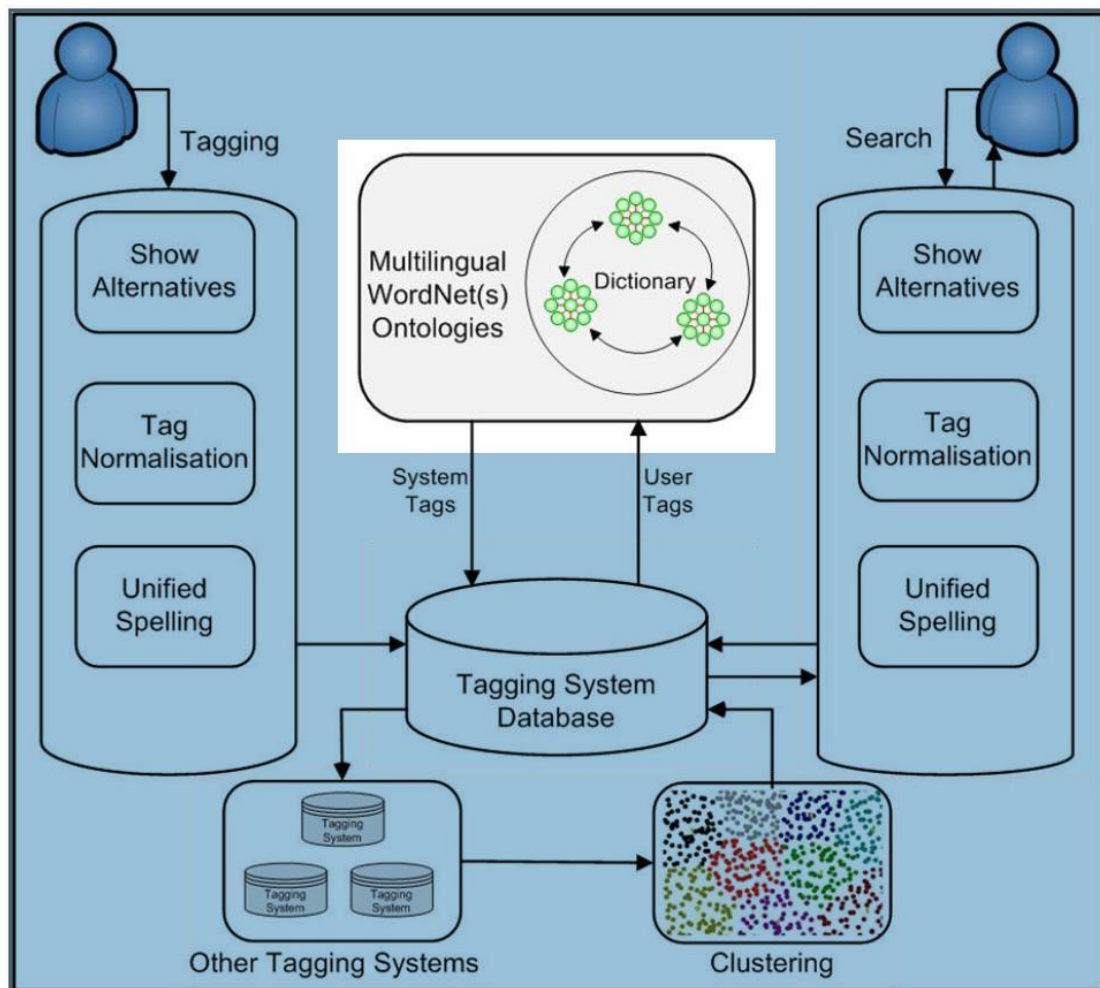 Tagging
Search
Show
Alternatives
Tag
Normalisation
Unified
Spelling
Multilingual
WordNet(s)
Ontologies
Dictionary
Show
Alternatives
Tag
Normalisation
Unified
Spelling
System
Tags
User
Tags
Tagging System
Database
Tagging
System
Tagging
System
Tagging
System
Other Tagging Systems
Clustering